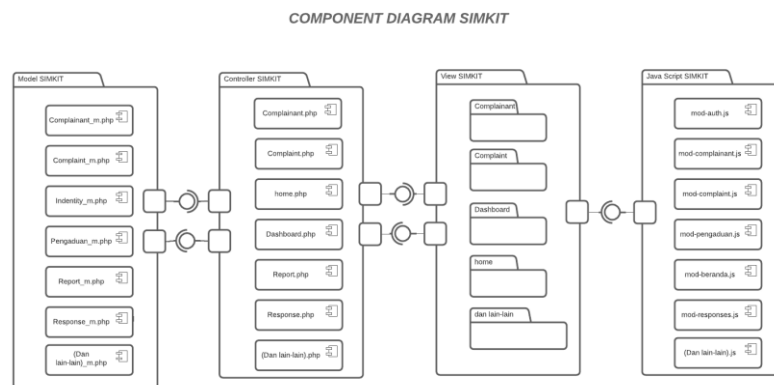 COMPONENT DIAGRAM SIMKIT
Model SIMKIT
Complainant_m.php
Complaint_m.php
Indentity_m.php
Pengaduan_m.php
Report_m.php
Response_m.php
(Dan
lain-lain)_m.php
Controller SIMKIT
Complainant.php
Complaint.php
home.php
Dashboard.php
Report.php
Response.php
(Dan lain-lain).php
View SIMKIT
Complainant
Complaint
Dashboard
home
dan lain-lain
Java Script SIMKIT
mod-auth.js
mod-complainant.js
mod-complaint.js
mod-pengaduan.js
mod-beranda.js
mod-responses.js
(Dan lain-lain).js